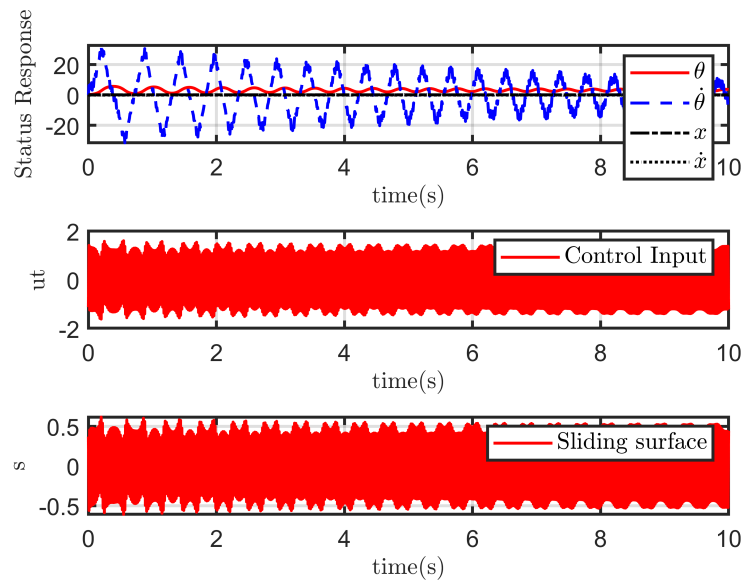 Status Response
20
0
-20
θ
θ̇
x
ẋ
0 2 4 6 8 10
time(s)
ut
2
0
-2
Control Input
0 2 4 6 8 10
time(s)
s
0.5
0
-0.5
Sliding surface
0 2 4 6 8 10
time(s)